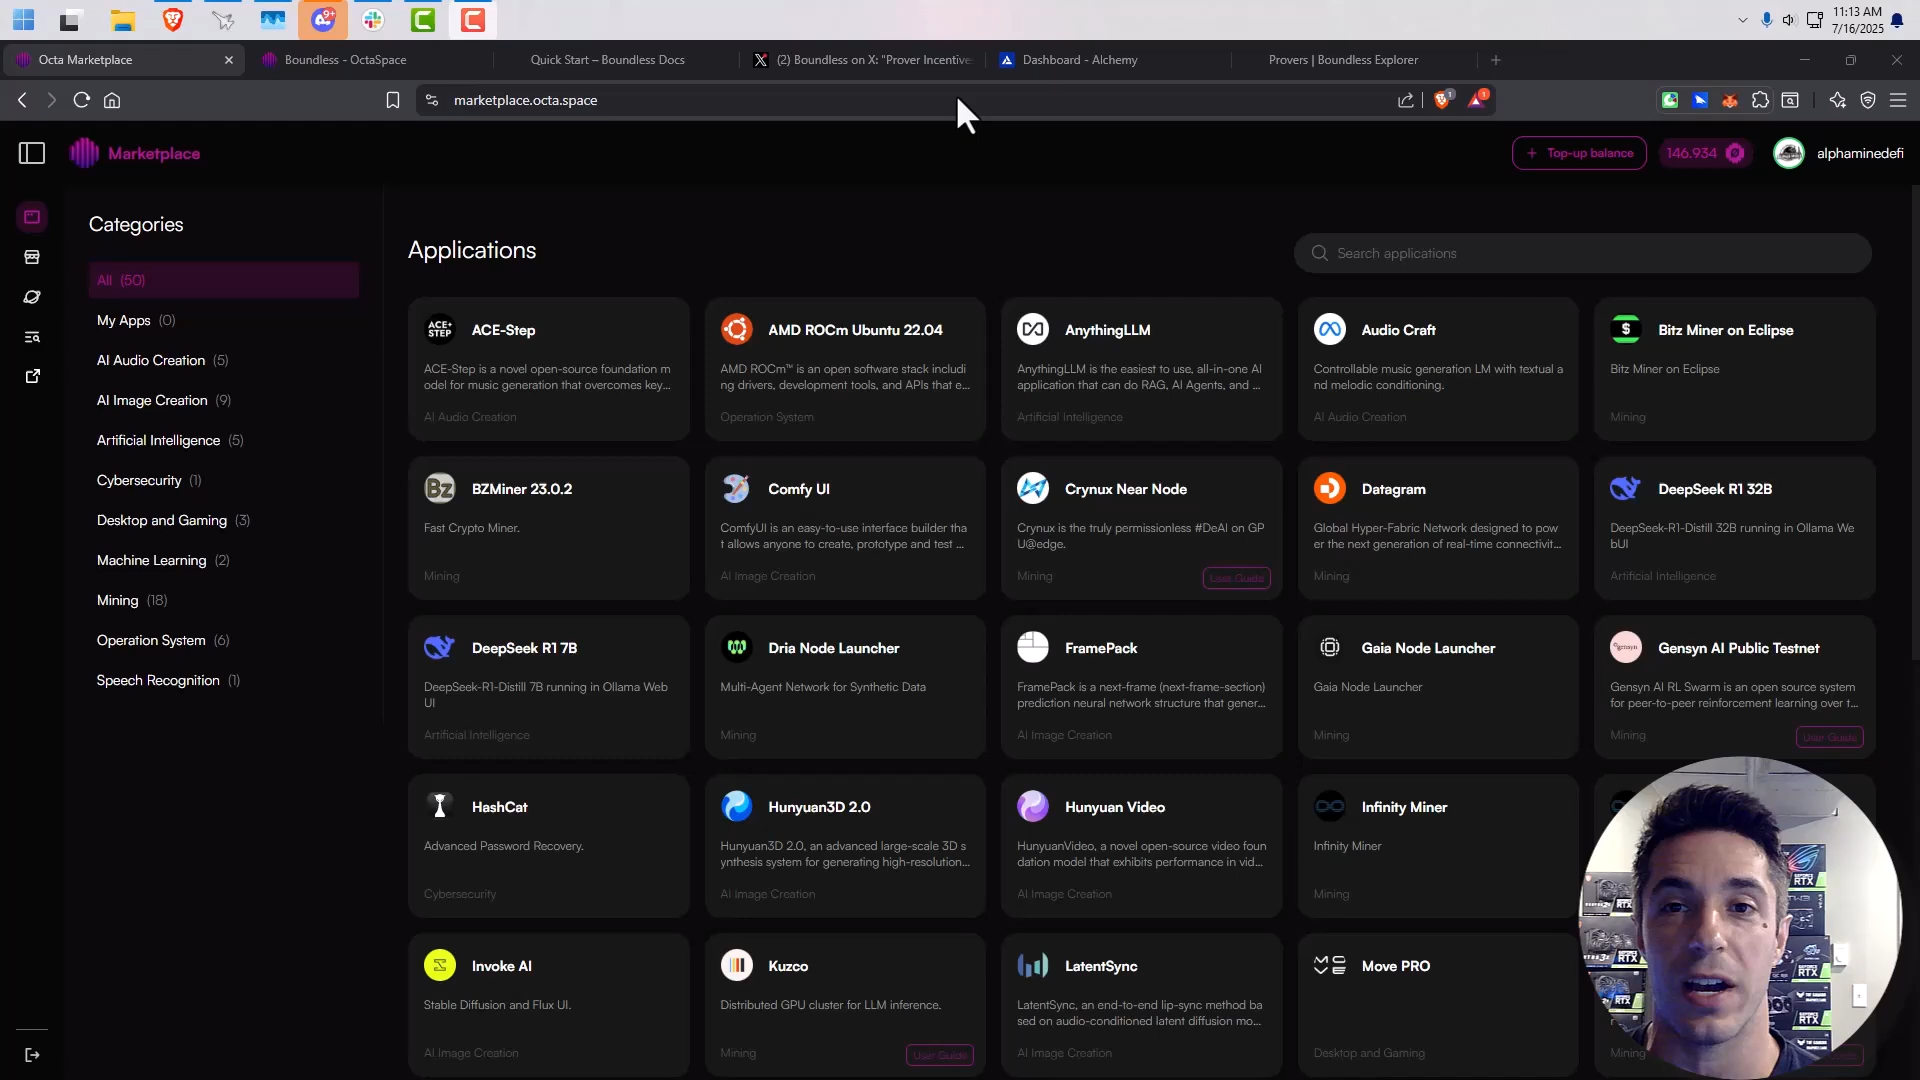 11:13 AM
7/16/2025
Octa Marketplace
Boundless - OctaSpace
Quick Start – Boundless Docs
(2) Boundless on X: "Prover Incentive
Dashboard - Alchemy
Provers | Boundless Explorer
marketplace.octa.space
Marketplace
+ Top-up balance
146.934
alphaminedefi
Categories
All (50)
My Apps (0)
AI Audio Creation (5)
AI Image Creation (9)
Artificial Intelligence (5)
Cybersecurity (1)
Desktop and Gaming (3)
Machine Learning (2)
Mining (18)
Operation System (6)
Speech Recognition (1)
Applications
Search applications
ACE-Step
ACE-Step is a novel open-source foundation m
odel for music generation that overcomes key...
AI Audio Creation
AMD ROCm Ubuntu 22.04
AMD ROCm™ is an open software stack includi
ng drivers, development tools, and APIs that e...
Operation System
AnythingLLM
AnythingLLM is the easiest to use, all-in-one AI
application that can do RAG, AI Agents, and ...
Artificial Intelligence
Audio Craft
Controllable music generation LM with textual a
nd melodic conditioning.
AI Audio Creation
Bitz Miner on Eclipse
Bitz Miner on Eclipse
Mining
BZMiner 23.0.2
Fast Crypto Miner.
Mining
Comfy UI
ComfyUI is an easy-to-use interface builder tha
t allows anyone to create, prototype and test ...
AI Image Creation
Crynux Near Node
Crynux is the truly permissionless #DeAI on GP
U@edge.
Mining
User Guide
Datagram
Global Hyper-Fabric Network designed to pow
er the next generation of real-time connectivit...
Mining
DeepSeek R1 32B
DeepSeek-R1-Distill 32B running in Ollama We
bUI
Artificial Intelligence
DeepSeek R1 7B
DeepSeek-R1-Distill 7B running in Ollama Web
UI
Artificial Intelligence
Dria Node Launcher
Multi-Agent Network for Synthetic Data
Mining
FramePack
FramePack is a next-frame (next-frame-section)
prediction neural network structure that gener...
AI Image Creation
Gaia Node Launcher
Gaia Node Launcher
Mining
Gensyn AI Public Testnet
Gensyn AI RL Swarm is an open source system
for peer-to-peer reinforcement learning over t...
Mining
User Guide
HashCat
Advanced Password Recovery.
Cybersecurity
Hunyuan3D 2.0
Hunyuan3D 2.0, an advanced large-scale 3D s
ynthesis system for generating high-resolution...
AI Image Creation
Hunyuan Video
HunyuanVideo, a novel open-source video foun
dation model that exhibits performance in vid...
AI Image Creation
Infinity Miner
Infinity Miner
Mining
Invoke AI
Stable Diffusion and Flux UI.
AI Image Creation
Kuzco
Distributed GPU cluster for LLM inference.
Mining
User Guide
LatentSync
LatentSync, an end-to-end lip-sync method ba
sed on audio-conditioned latent diffusion mo...
AI Image Creation
Move PRO
Desktop and Gaming
Mining